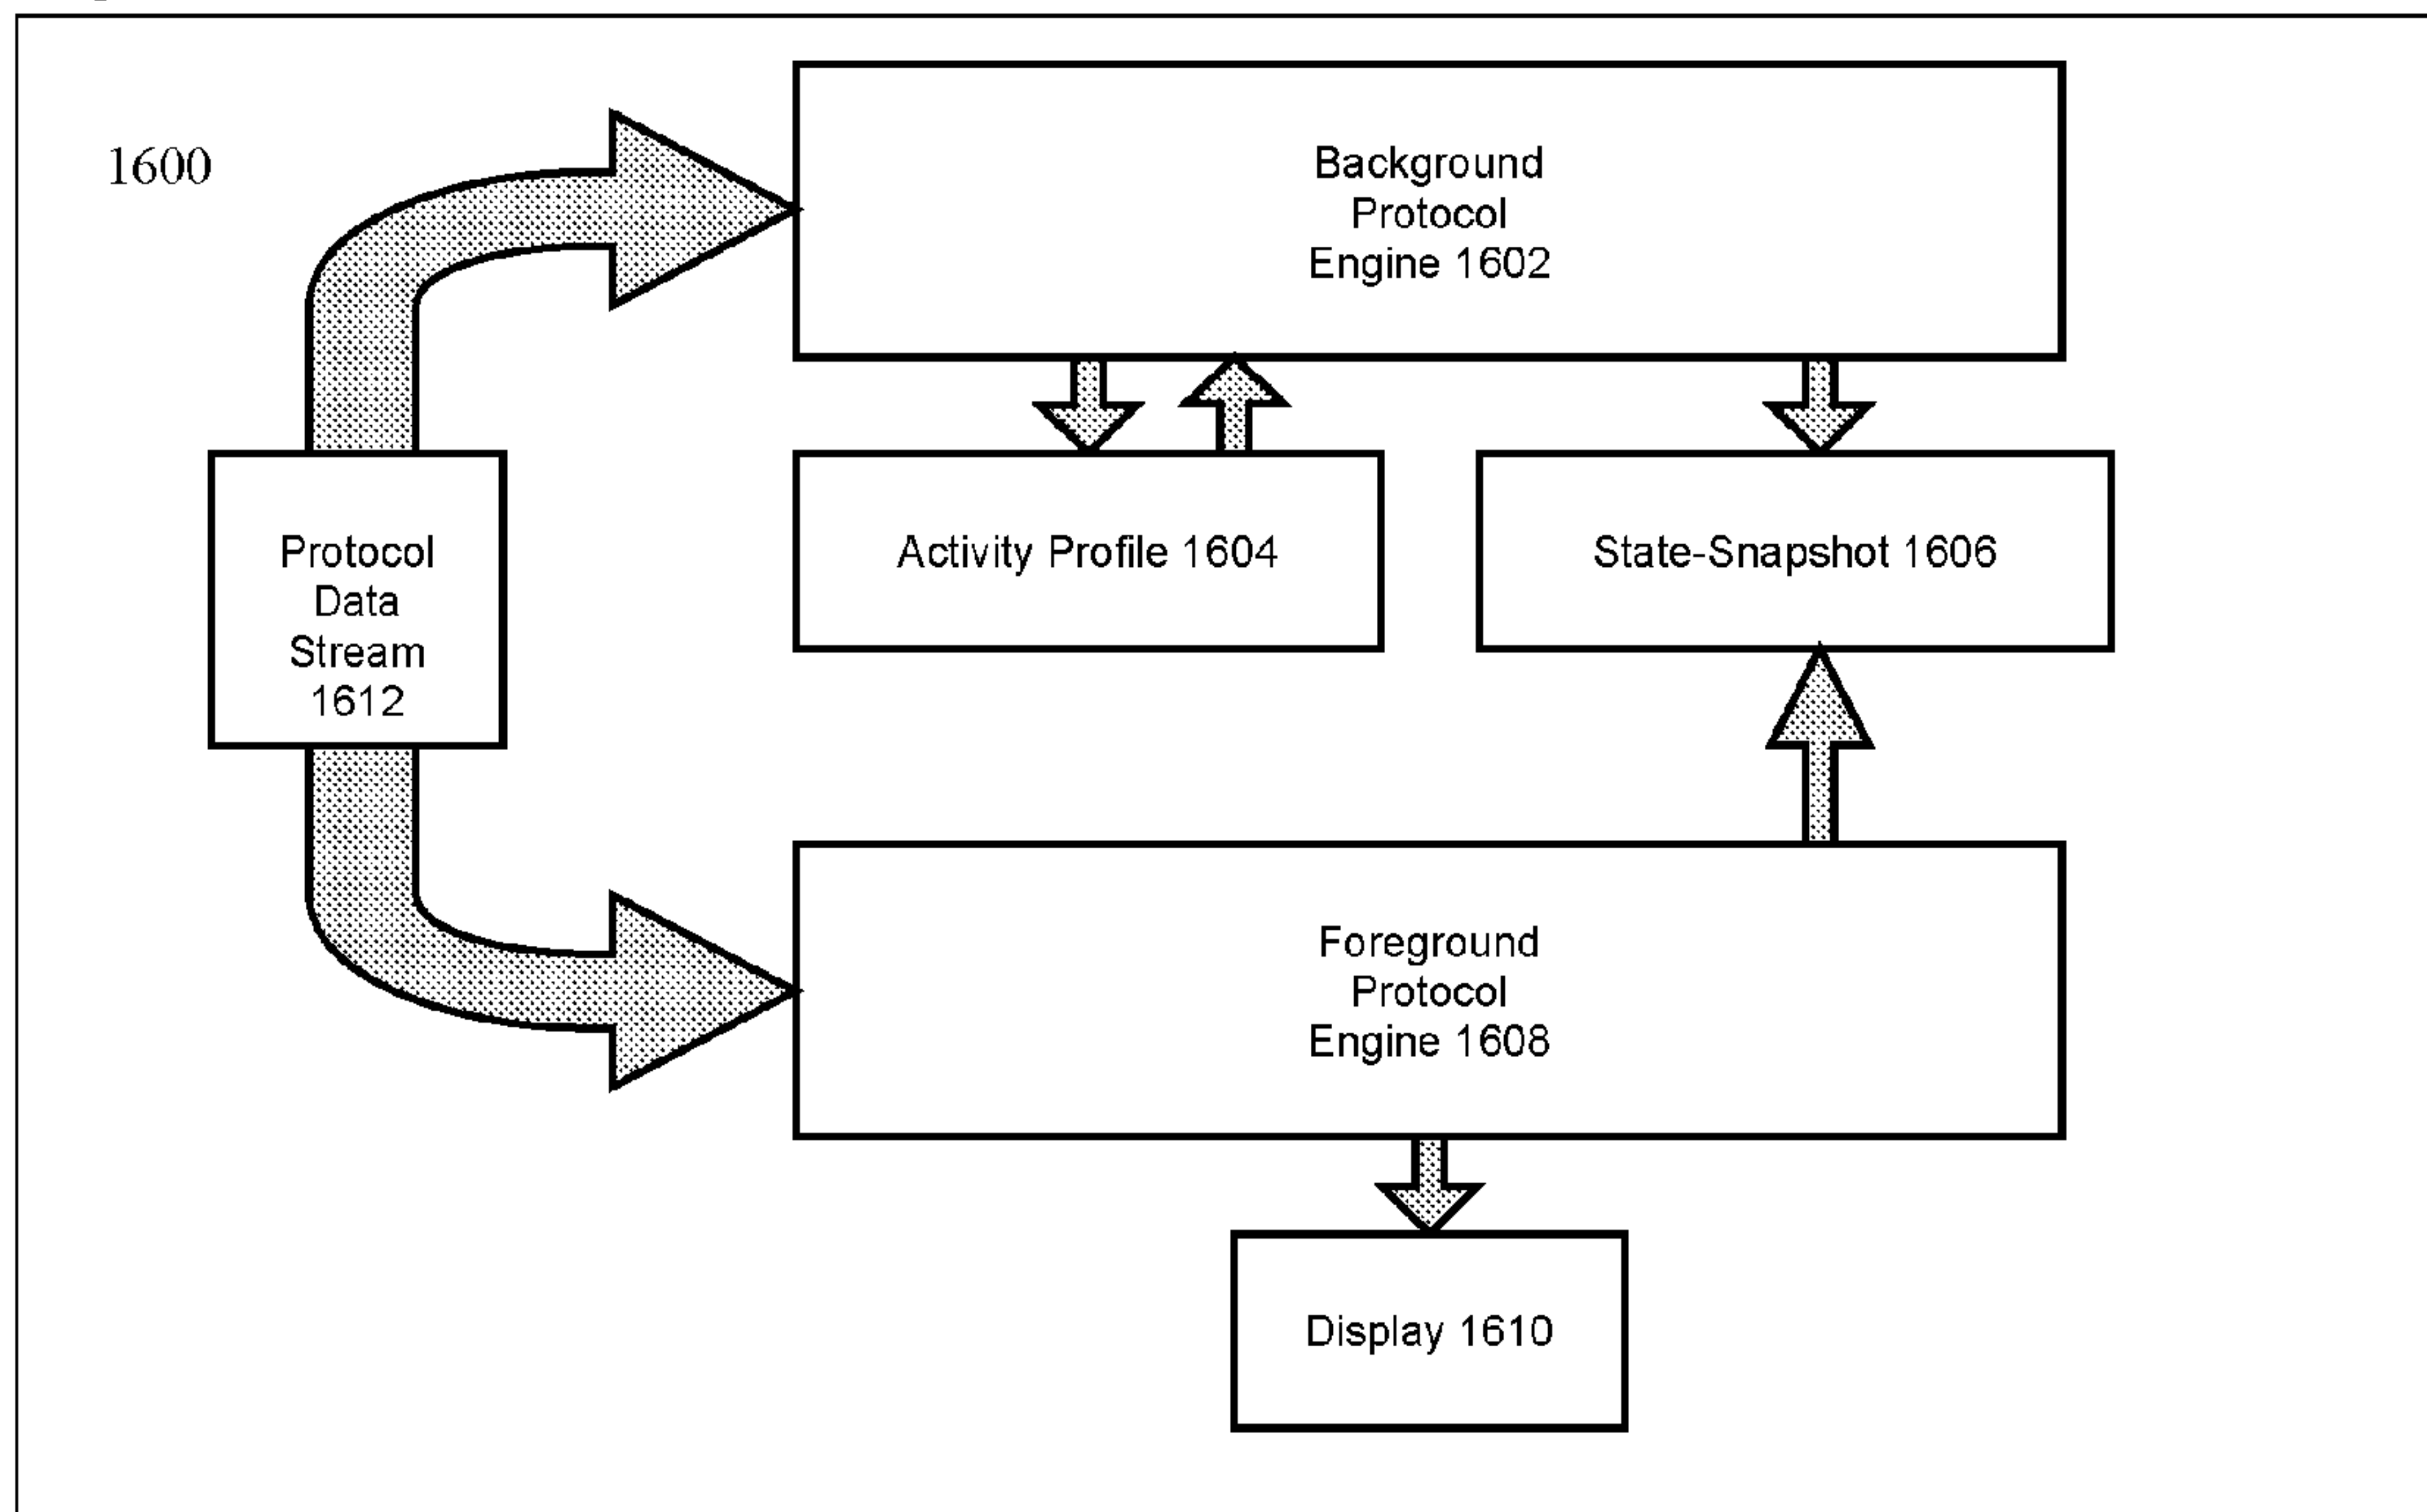 1600
Background
Protocol
Engine 1602
Activity Profile 1604
State-Snapshot 1606
Protocol
Data
Stream
1612
Foreground
Protocol
Engine 1608
Display 1610